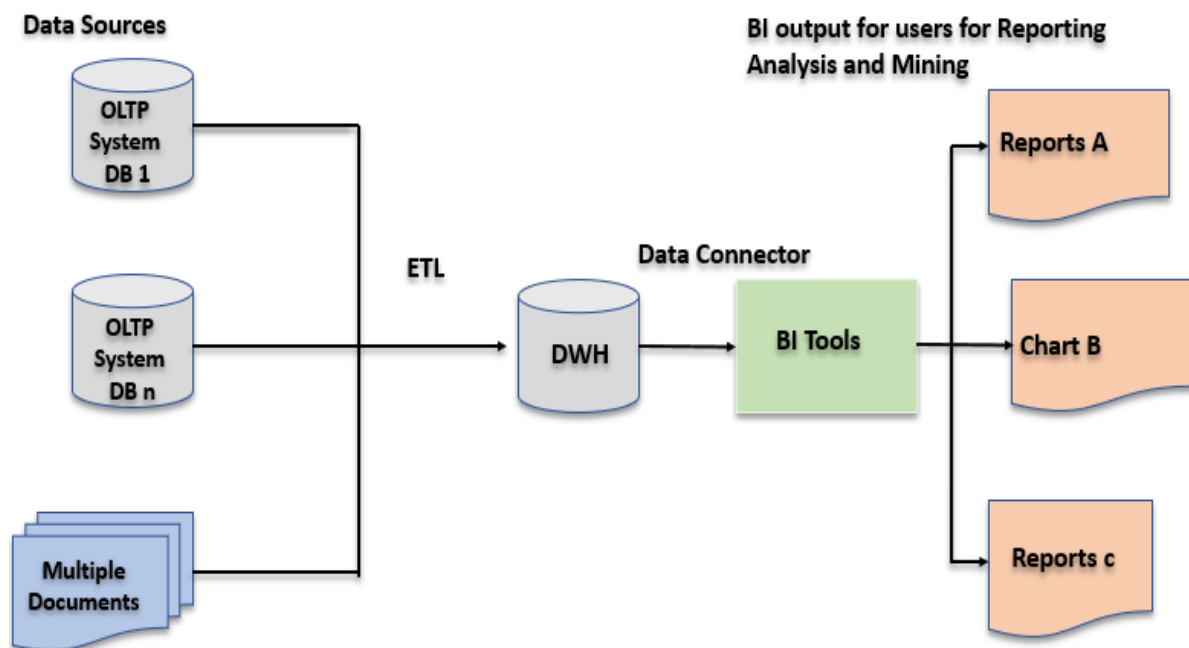 Data Sources
BI output for users for Reporting
Analysis and Mining
OLTP
System
DB 1
Reports A
ETL
Data Connector
OLTP
System
DB n
DWH
BI Tools
Chart B
Multiple
Documents
Reports c